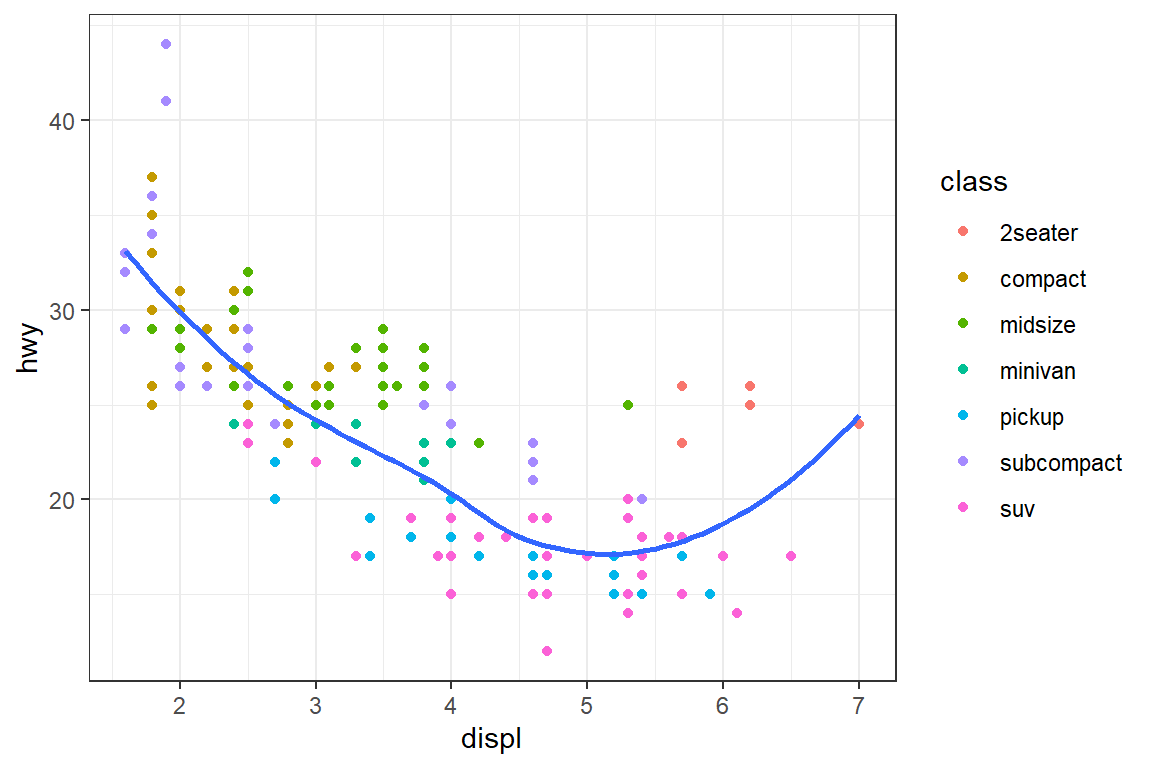 hwy
40
30
20
2 3 4 5 6 7
displ
class
2seater
compact
midsize
minivan
pickup
subcompact
suv